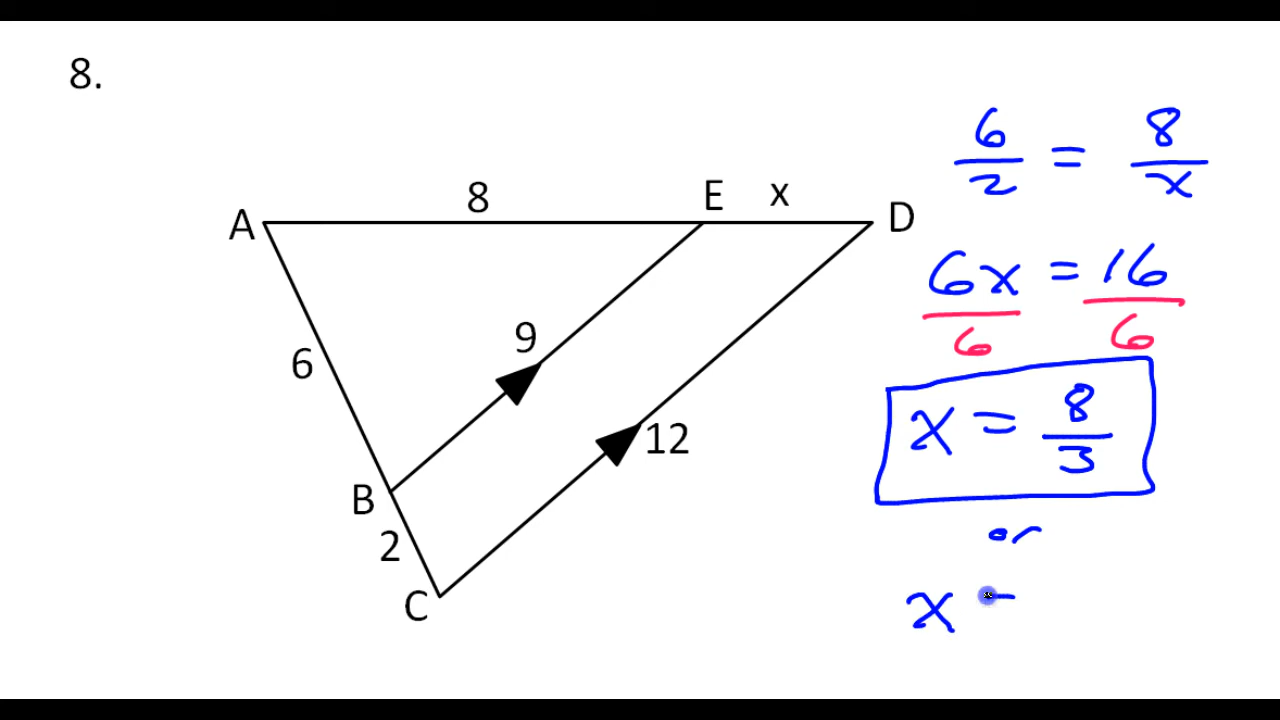 8.
8 E x
A D
6 9
12
B
2
C
6/2 = 8/x
6x = 16
6 6
x = 8/3
or
x =